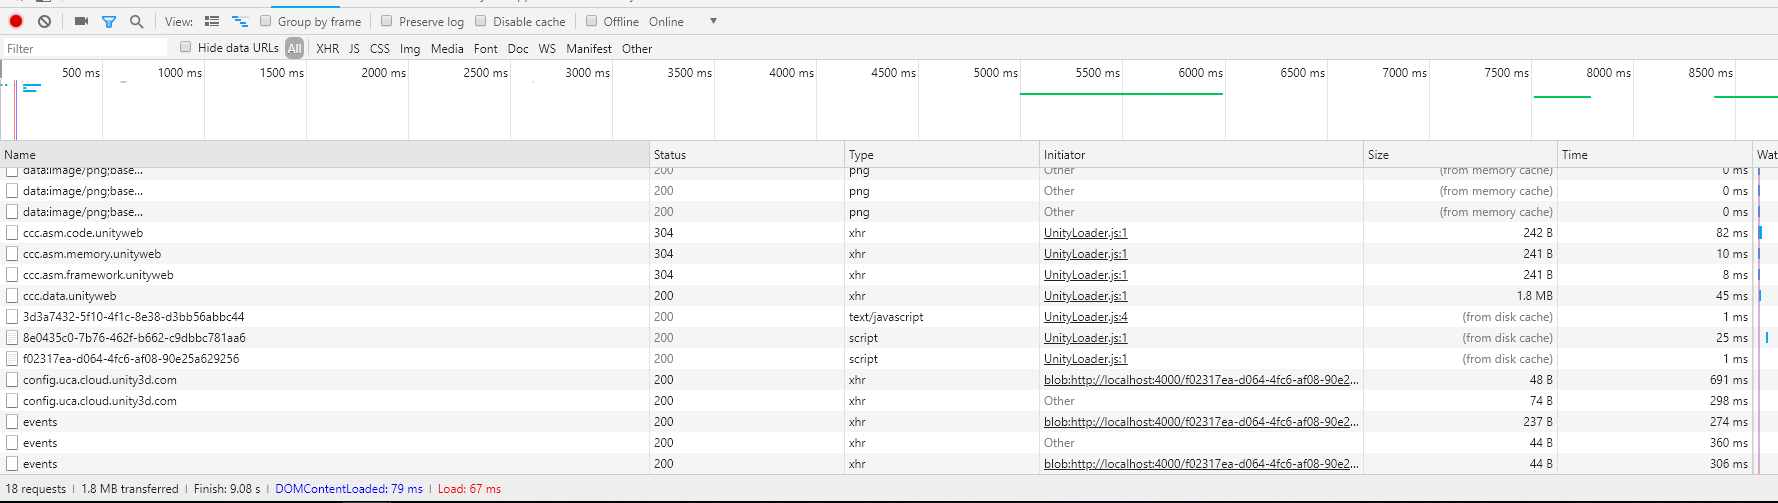 View: Group by frame Preserve log Disable cache Offline Online
Filter Hide data URLs All XHR JS CSS Img Media Font Doc WS Manifest Other
500 ms 1000 ms 1500 ms 2000 ms 2500 ms 3000 ms 3500 ms 4000 ms 4500 ms 5000 ms 5500 ms 6000 ms 6500 ms 7000 ms 7500 ms 8000 ms 8500 ms
Name Status Type Initiator Size Time Wat
data:image/png;base... 200 png Other (from memory cache) 0 ms
data:image/png;base... 200 png Other (from memory cache) 0 ms
data:image/png;base... 200 png Other (from memory cache) 0 ms
ccc.asm.code.unityweb 304 xhr UnityLoader.js:1 242 B 82 ms
ccc.asm.memory.unityweb 304 xhr UnityLoader.js:1 241 B 10 ms
ccc.asm.framework.unityweb 304 xhr UnityLoader.js:1 241 B 8 ms
ccc.data.unityweb 200 xhr UnityLoader.js:1 1.8 MB 45 ms
3d3a7432-5f10-4f1c-8e38-d3bb56abbc44 200 text/javascript UnityLoader.js:4 (from disk cache) 1 ms
8e0435c0-7b76-462f-b662-c9dbbc781aa6 200 script UnityLoader.js:1 (from disk cache) 25 ms
f02317ea-d064-4fc6-af08-90e25a629256 200 script UnityLoader.js:1 (from disk cache) 1 ms
config.uca.cloud.unity3d.com 200 xhr blob:http://localhost:4000/f02317ea-d064-4fc6-af08-90e2... 48 B 691 ms
config.uca.cloud.unity3d.com 200 xhr Other 74 B 298 ms
events 200 xhr blob:http://localhost:4000/f02317ea-d064-4fc6-af08-90e2... 237 B 274 ms
events 200 xhr Other 44 B 360 ms
events 200 xhr blob:http://localhost:4000/f02317ea-d064-4fc6-af08-90e2... 44 B 306 ms
18 requests | 1.8 MB transferred | Finish: 9.08 s | DOMContentLoaded: 79 ms | Load: 67 ms